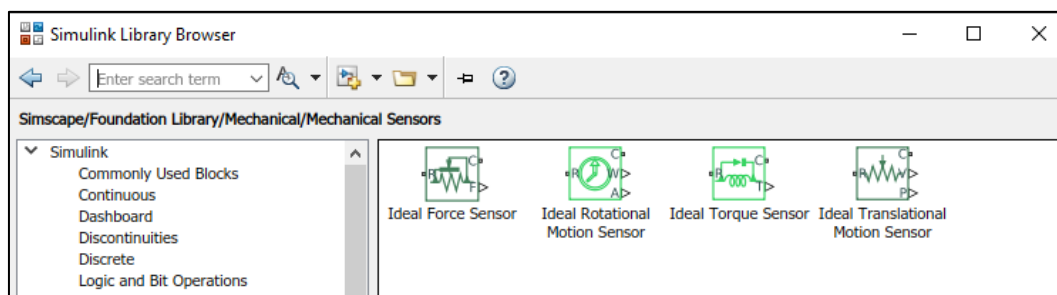 Simulink Library Browser
Enter search term
Simscape/Foundation Library/Mechanical/Mechanical Sensors
Simulink
Commonly Used Blocks
Continuous
Dashboard
Discontinuities
Discrete
Logic and Bit Operations
R C F
R C W A
R C T
R C V P
Ideal Force Sensor
Ideal Rotational
Motion Sensor
Ideal Torque Sensor
Ideal Translational
Motion Sensor